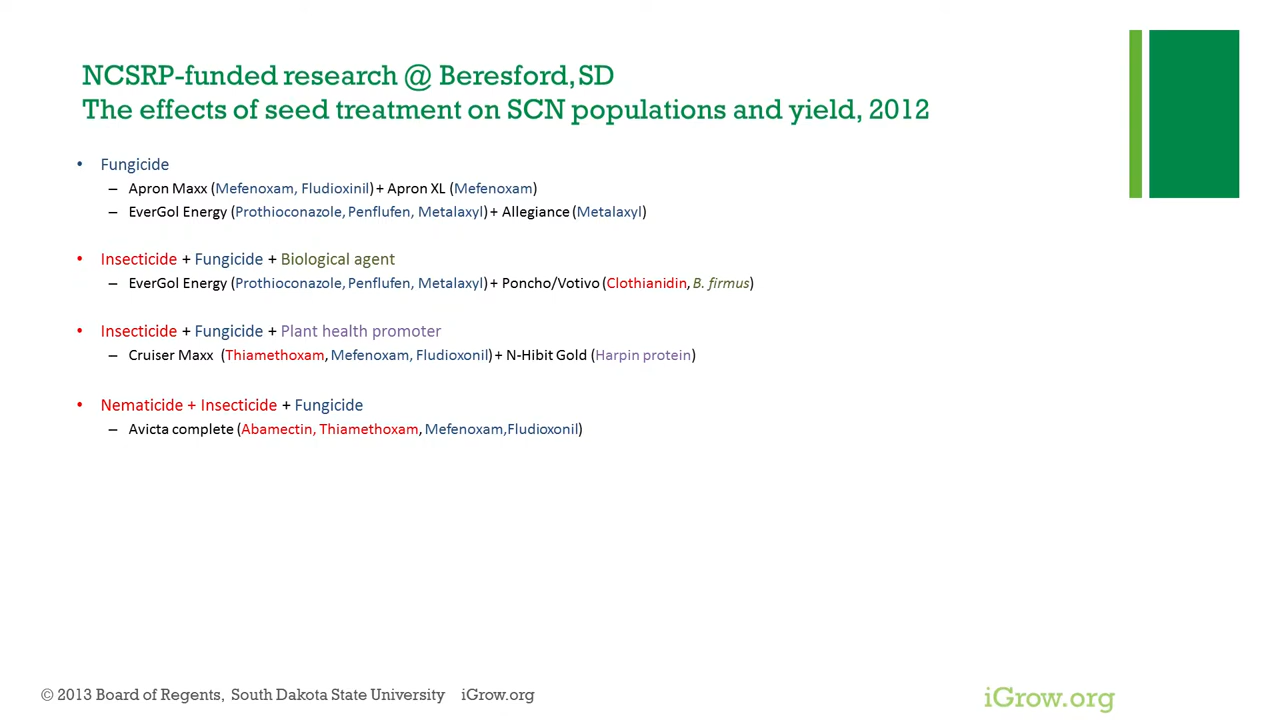 NCSRP-funded research @ Beresford, SD
The effects of seed treatment on SCN populations and yield, 2012
• Fungicide
– Apron Maxx (Mefenoxam, Fludioxinil) + Apron XL (Mefenoxam)
– EverGol Energy (Prothioconazole, Penflufen, Metalaxyl) + Allegiance (Metalaxyl)
• Insecticide + Fungicide + Biological agent
– EverGol Energy (Prothioconazole, Penflufen, Metalaxyl) + Poncho/Votivo (Clothianidin, B. firmus)
• Insecticide + Fungicide + Plant health promoter
– Cruiser Maxx (Thiamethoxam, Mefenoxam, Fludioxonil) + N-Hibit Gold (Harpin protein)
• Nematicide + Insecticide + Fungicide
– Avicta complete (Abamectin, Thiamethoxam, Mefenoxam,Fludioxonil)
© 2013 Board of Regents, South Dakota State University iGrow.org
iGrow.org